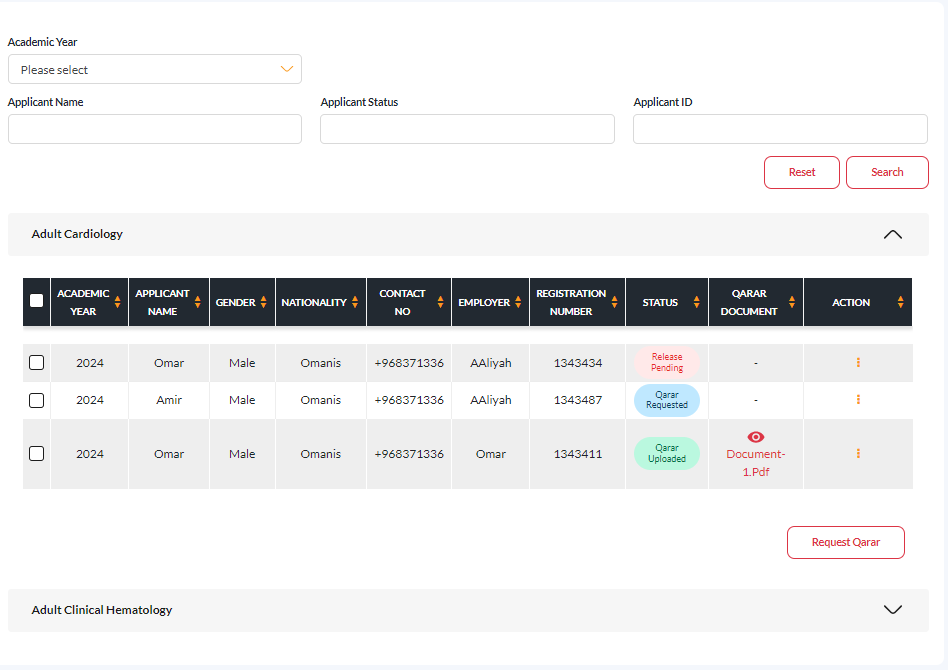 Academic Year
Please select
Applicant Name Applicant Status Applicant ID
Reset Search
Adult Cardiology
ACADEMIC YEAR APPLICANT NAME GENDER NATIONALITY CONTACT NO EMPLOYER REGISTRATION NUMBER STATUS QARAR DOCUMENT ACTION
2024 Omar Male Omanis +968371336 AAliyah 1343434 Release Pending -
2024 Amir Male Omanis +968371336 AAliyah 1343487 Qarar Requested -
2024 Omar Male Omanis +968371336 Omar 1343411 Qarar Uploaded Document-1.Pdf
Request Qarar
Adult Clinical Hematology